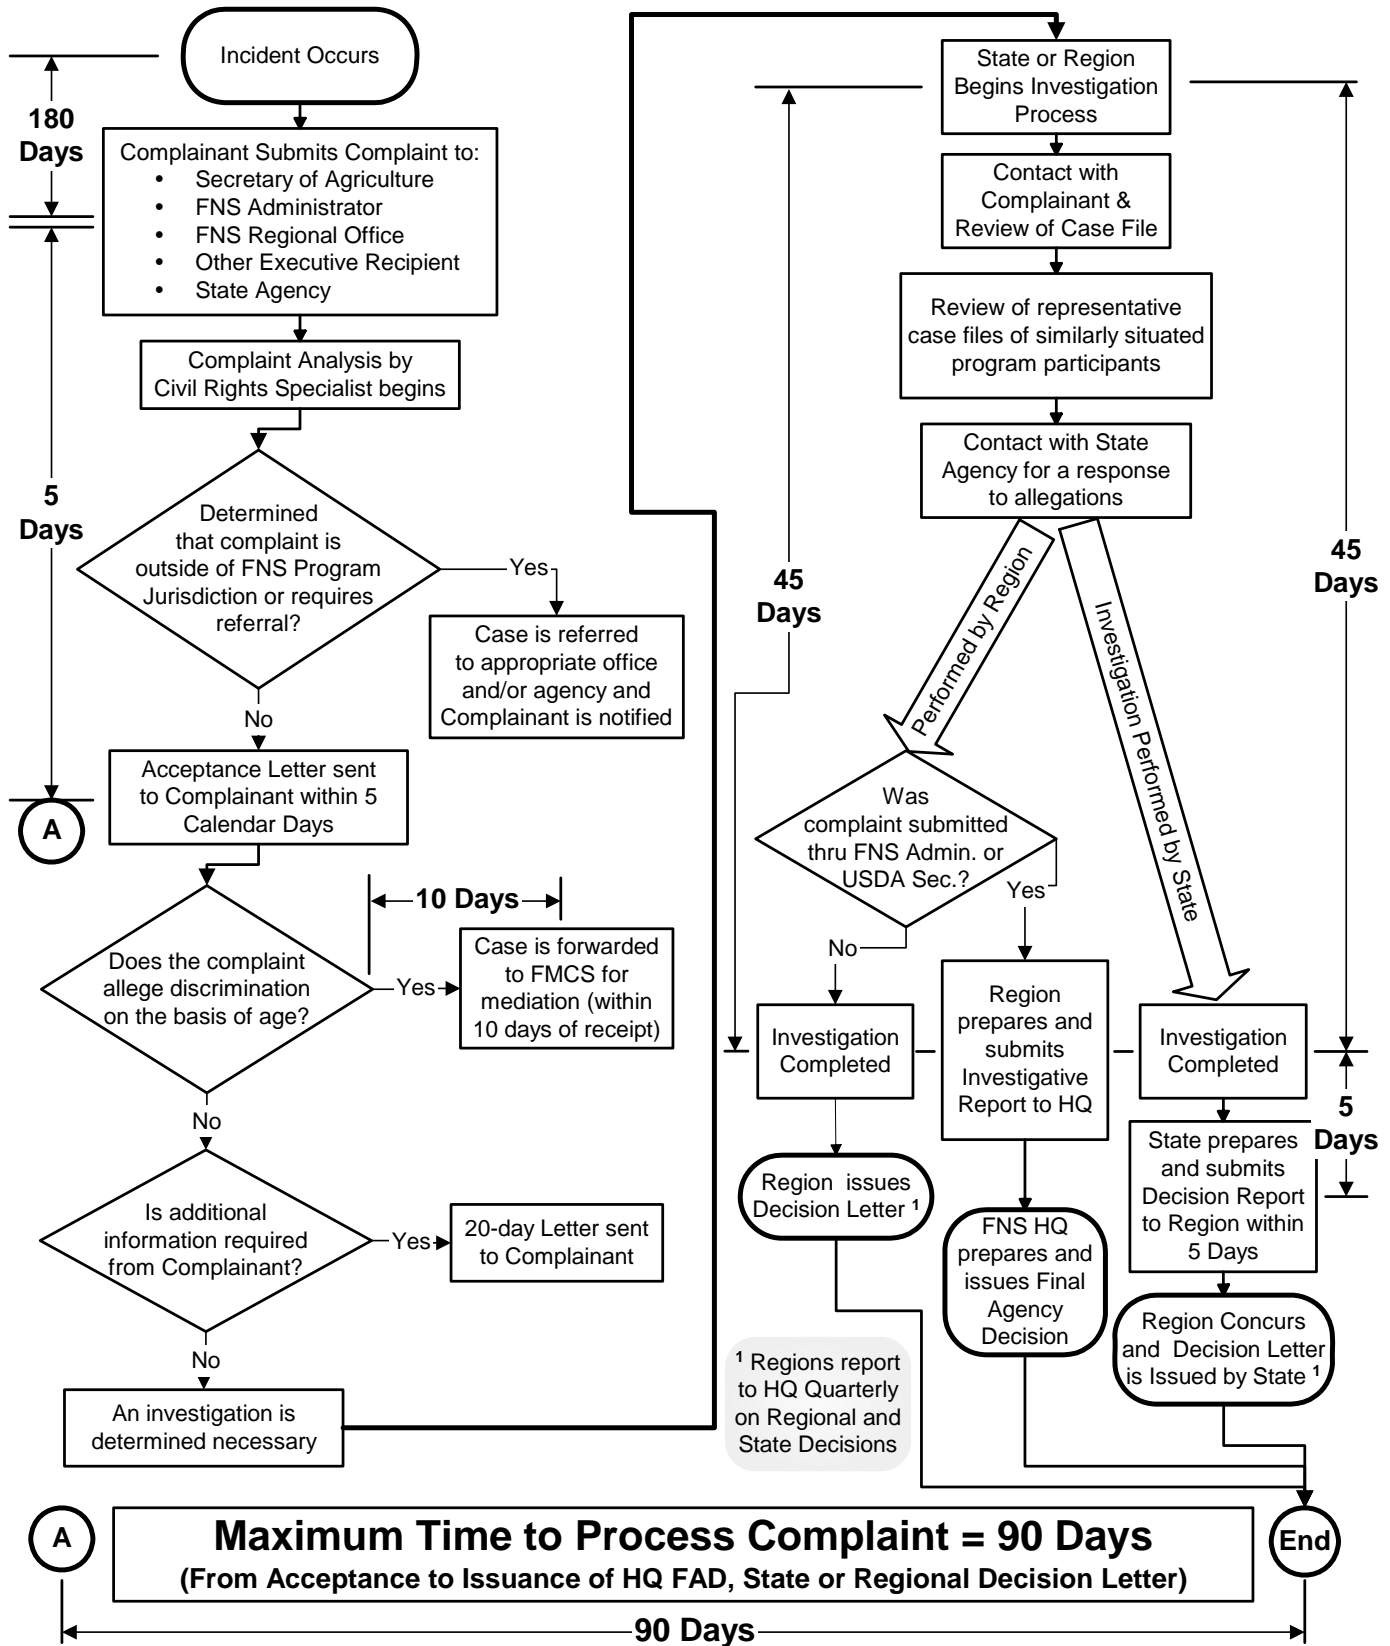 Incident Occurs
180
Days
Complainant Submits Complaint to:
• Secretary of Agriculture
• FNS Administrator
• FNS Regional Office
• Other Executive Recipient
• State Agency
Complaint Analysis by
Civil Rights Specialist begins
5
Days
Determined
that complaint is
outside of FNS Program
Jurisdiction or requires
referral?
Yes
Case is referred
to appropriate office
and/or agency and
Complainant is notified
No
Acceptance Letter sent
to Complainant within 5
Calendar Days
A
Does the complaint
allege discrimination
on the basis of age?
10 Days
Yes
Case is forwarded
to FMCS for
mediation (within
10 days of receipt)
No
Is additional
information required
from Complainant?
Yes
20-day Letter sent
to Complainant
No
An investigation is
determined necessary
State or Region
Begins Investigation
Process
Contact with
Complainant &
Review of Case File
Review of representative
case files of similarly situated
program participants
Contact with State
Agency for a response
to allegations
45
Days
45
Days
Performed by Region
Investigation Performed by State
Was
complaint submitted
thru FNS Admin. or
USDA Sec.?
Yes
No
Investigation
Completed
Region
prepares and
submits
Investigative
Report to HQ
Investigation
Completed
5
Days
Region issues
Decision Letter ¹
FNS HQ
prepares and
issues Final
Agency
Decision
State prepares
and submits
Decision Report
to Region within
5 Days
Region Concurs
and Decision Letter
is Issued by State ¹
¹ Regions report
to HQ Quarterly
on Regional and
State Decisions
A
Maximum Time to Process Complaint = 90 Days
(From Acceptance to Issuance of HQ FAD, State or Regional Decision Letter)
End
90 Days